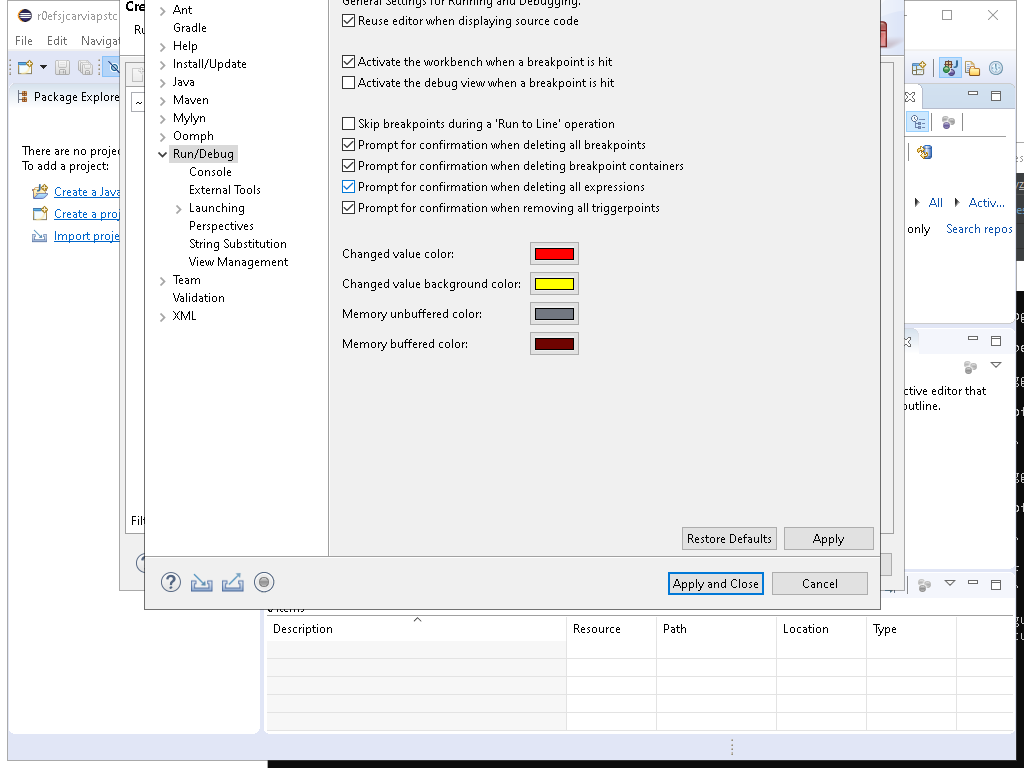 r0efsjcarviapstc
File Edit Navigat
Package Explore
There are no projec
To add a project:
Create a Java
Create a proj
Import proje
Cre
Ru
~
Filt
Ant
Gradle
Help
Install/Update
Java
Maven
Mylyn
Oomph
Run/Debug
Console
External Tools
Launching
Perspectives
String Substitution
View Management
Team
Validation
XML
General Settings for Running and Debugging.
Reuse editor when displaying source code
Activate the workbench when a breakpoint is hit
Activate the debug view when a breakpoint is hit
Skip breakpoints during a 'Run to Line' operation
Prompt for confirmation when deleting all breakpoints
Prompt for confirmation when deleting breakpoint containers
Prompt for confirmation when deleting all expressions
Prompt for confirmation when removing all triggerpoints
Changed value color:
Changed value background color:
Memory unbuffered color:
Memory buffered color:
Restore Defaults Apply
Apply and Close Cancel
All Activ...
only Search repos
ctive editor that
outline.
0 items
Description Resource Path Location Type